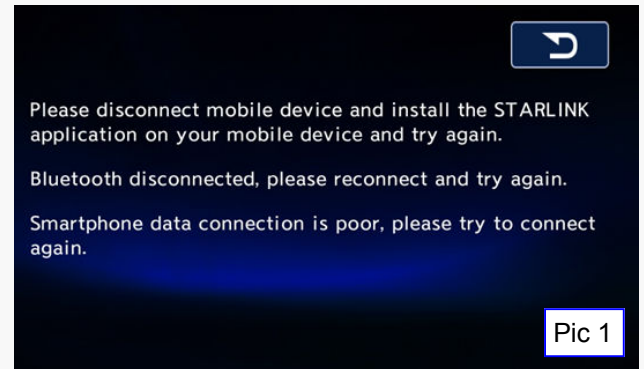 Please disconnect mobile device and install the STARLINK
application on your mobile device and try again.
Bluetooth disconnected, please reconnect and try again.
Smartphone data connection is poor, please try to connect
again.
Pic 1